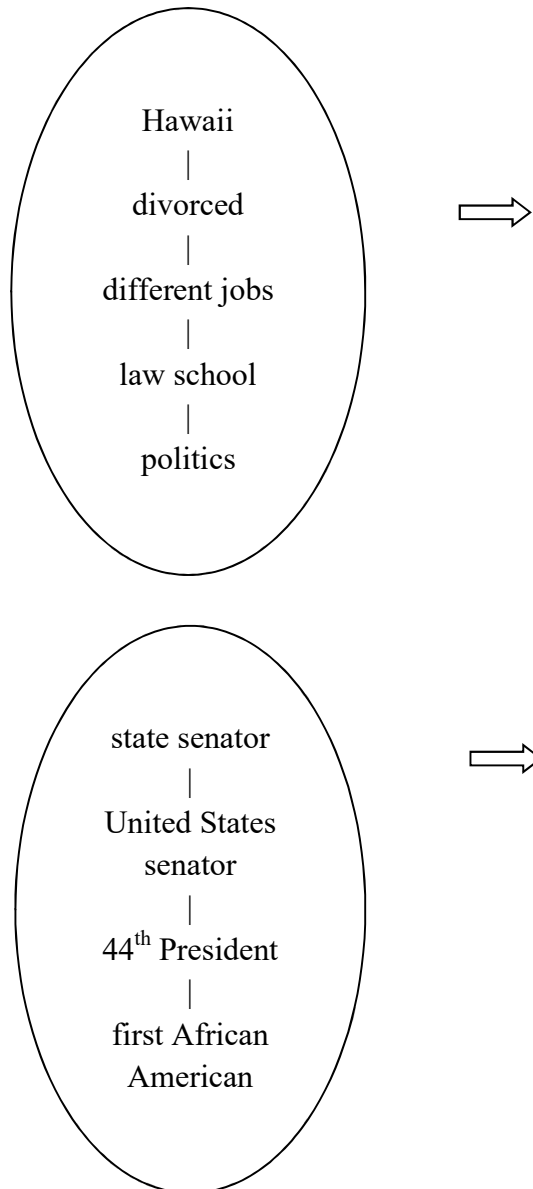 Hawaii
|
divorced
|
different jobs
|
law school
|
politics
state senator
|
United States
senator
|
44th President
|
first African
American